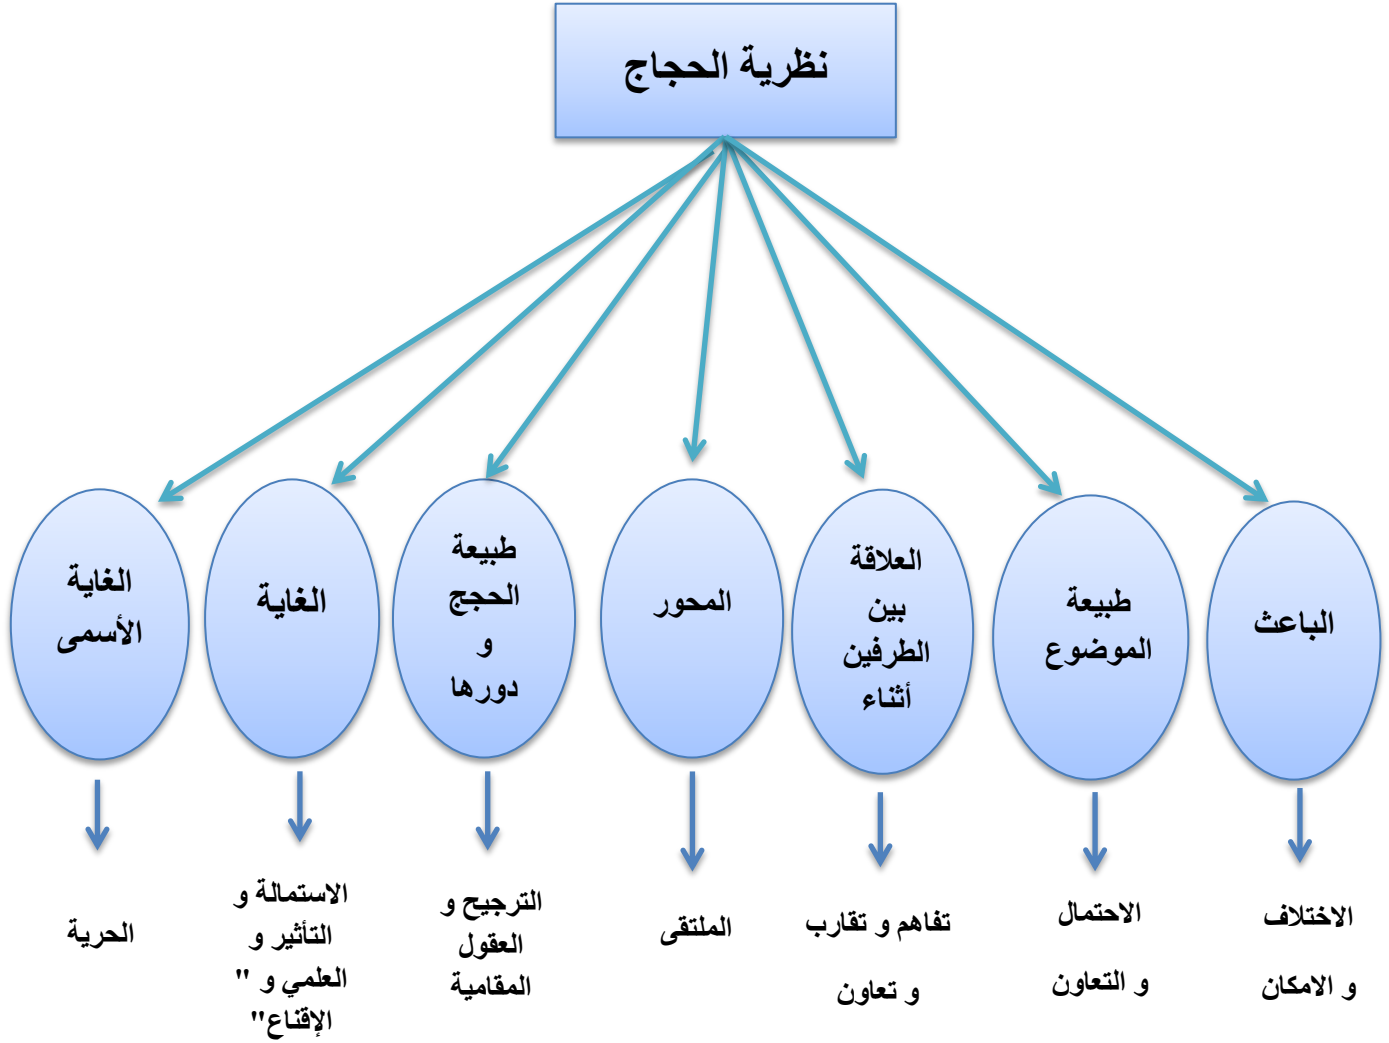 نظرية الحجاج
الباعث
طبيعة
الموضوع
العلاقة
بين
الطرفين
أثناء
المحور
طبيعة
الحجج
و
دورها
الغاية
الغاية
الأسمى
الاختلاف
و الامكان
الاحتمال
و التعاون
تفاهم و تقارب
و تعاون
الملتقى
الترجيح و
العقول
المقامية
الاستمالة و
التأثير و
العلمي و "
الإقناع"
الحرية